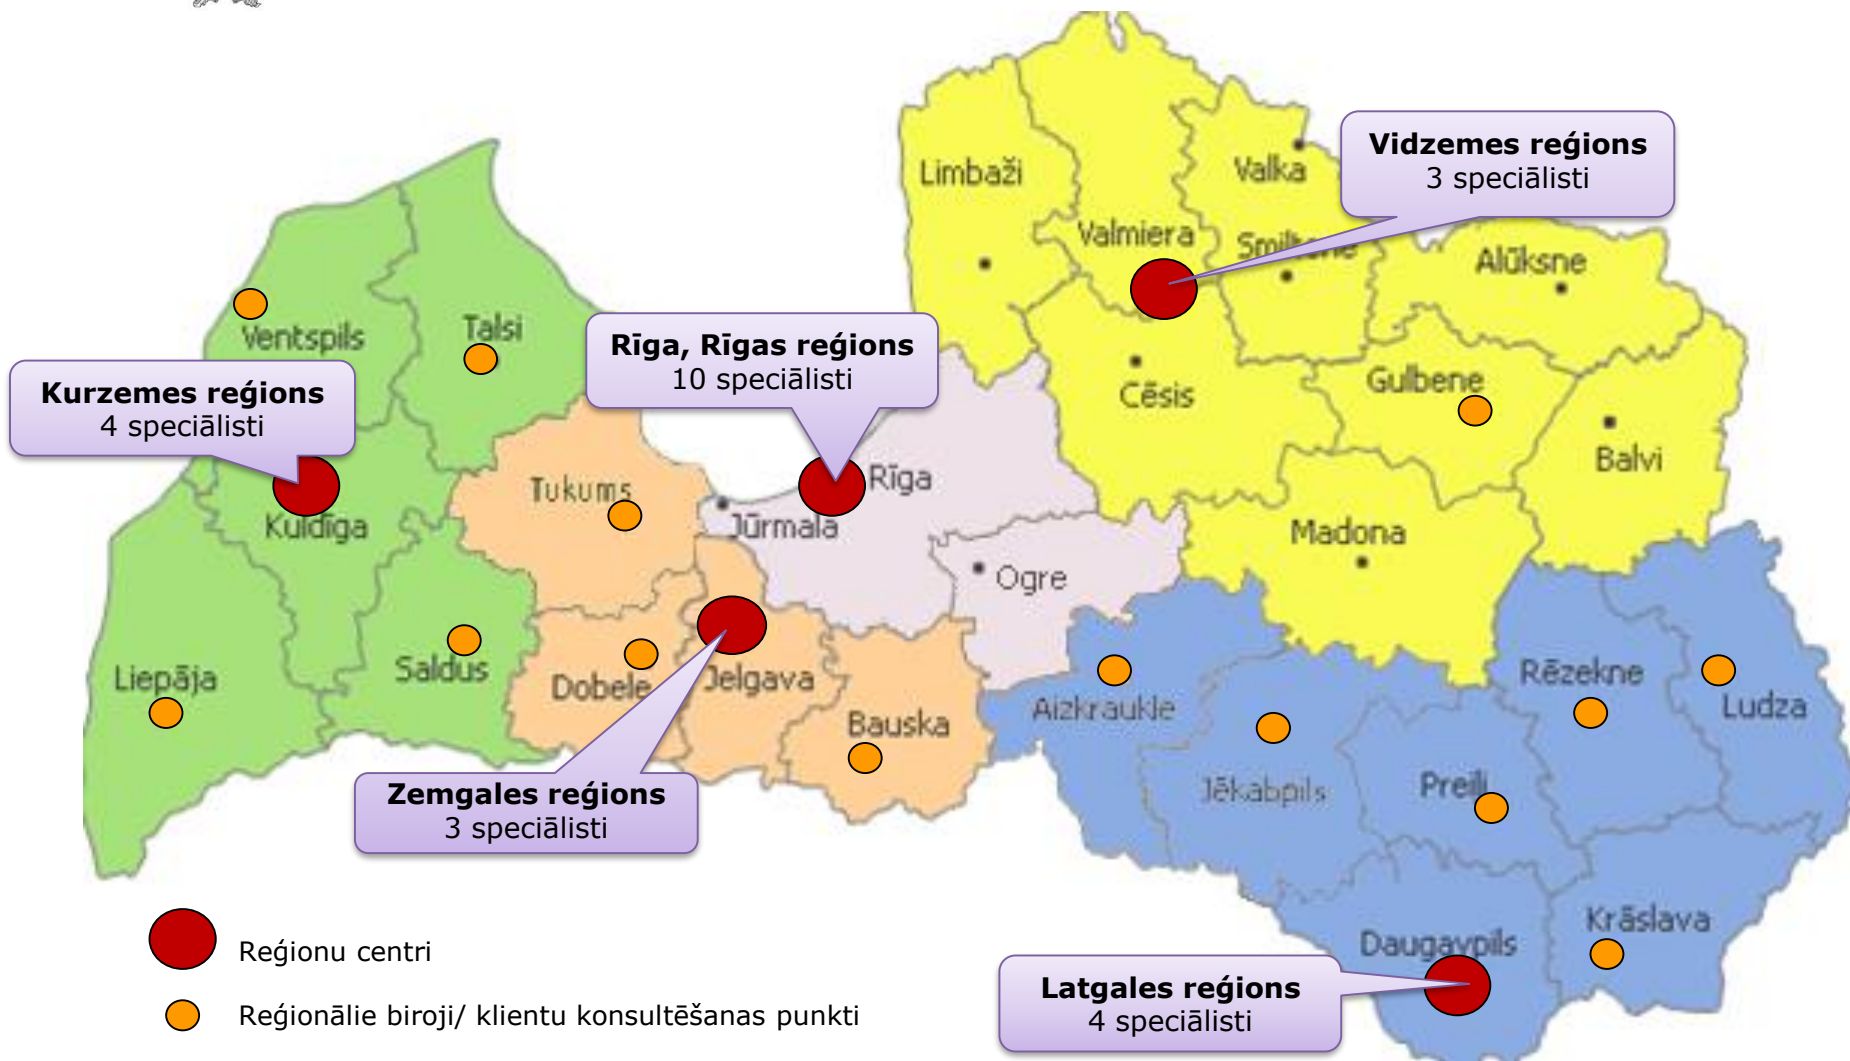 Limbaži
Valka
Vidzemes reģions
3 speciālisti
Valmiera
Smiltene
Alūksne
Ventspils
Talsi
Rīga, Rīgas reģions
10 speciālisti
Kurzemes reģions
4 speciālisti
Cēsis
Gulbene
Balvi
Tukums
Rīga
Kuldīga
Jūrmala
Madona
Ogre
Liepāja
Saldus
Dobele
Jelgava
Bauska
Aizkraukle
Rēzekne
Ludza
Zemgales reģions
3 speciālisti
Jēkabpils
Preiļi
Krāslava
Daugavpils
Reģionu centri
Latgales reģions
4 speciālisti
Reģionālie biroji/ klientu konsultēšanas punkti